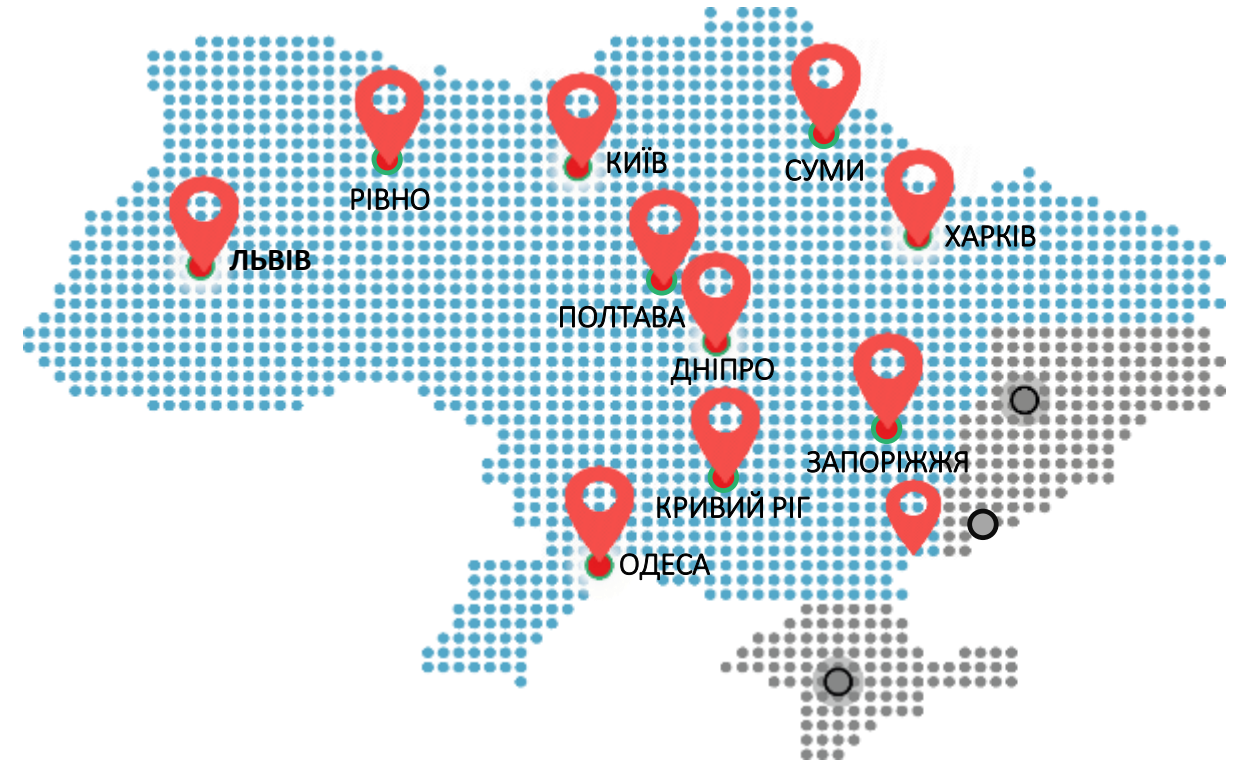 КИЇВ
СУМИ
РІВНО
ХАРКІВ
ЛЬВІВ
ПОЛТАВА
ДНІПРО
ЗАПОРІЖЖЯ
КРИВИЙ РІГ
ОДЕСА